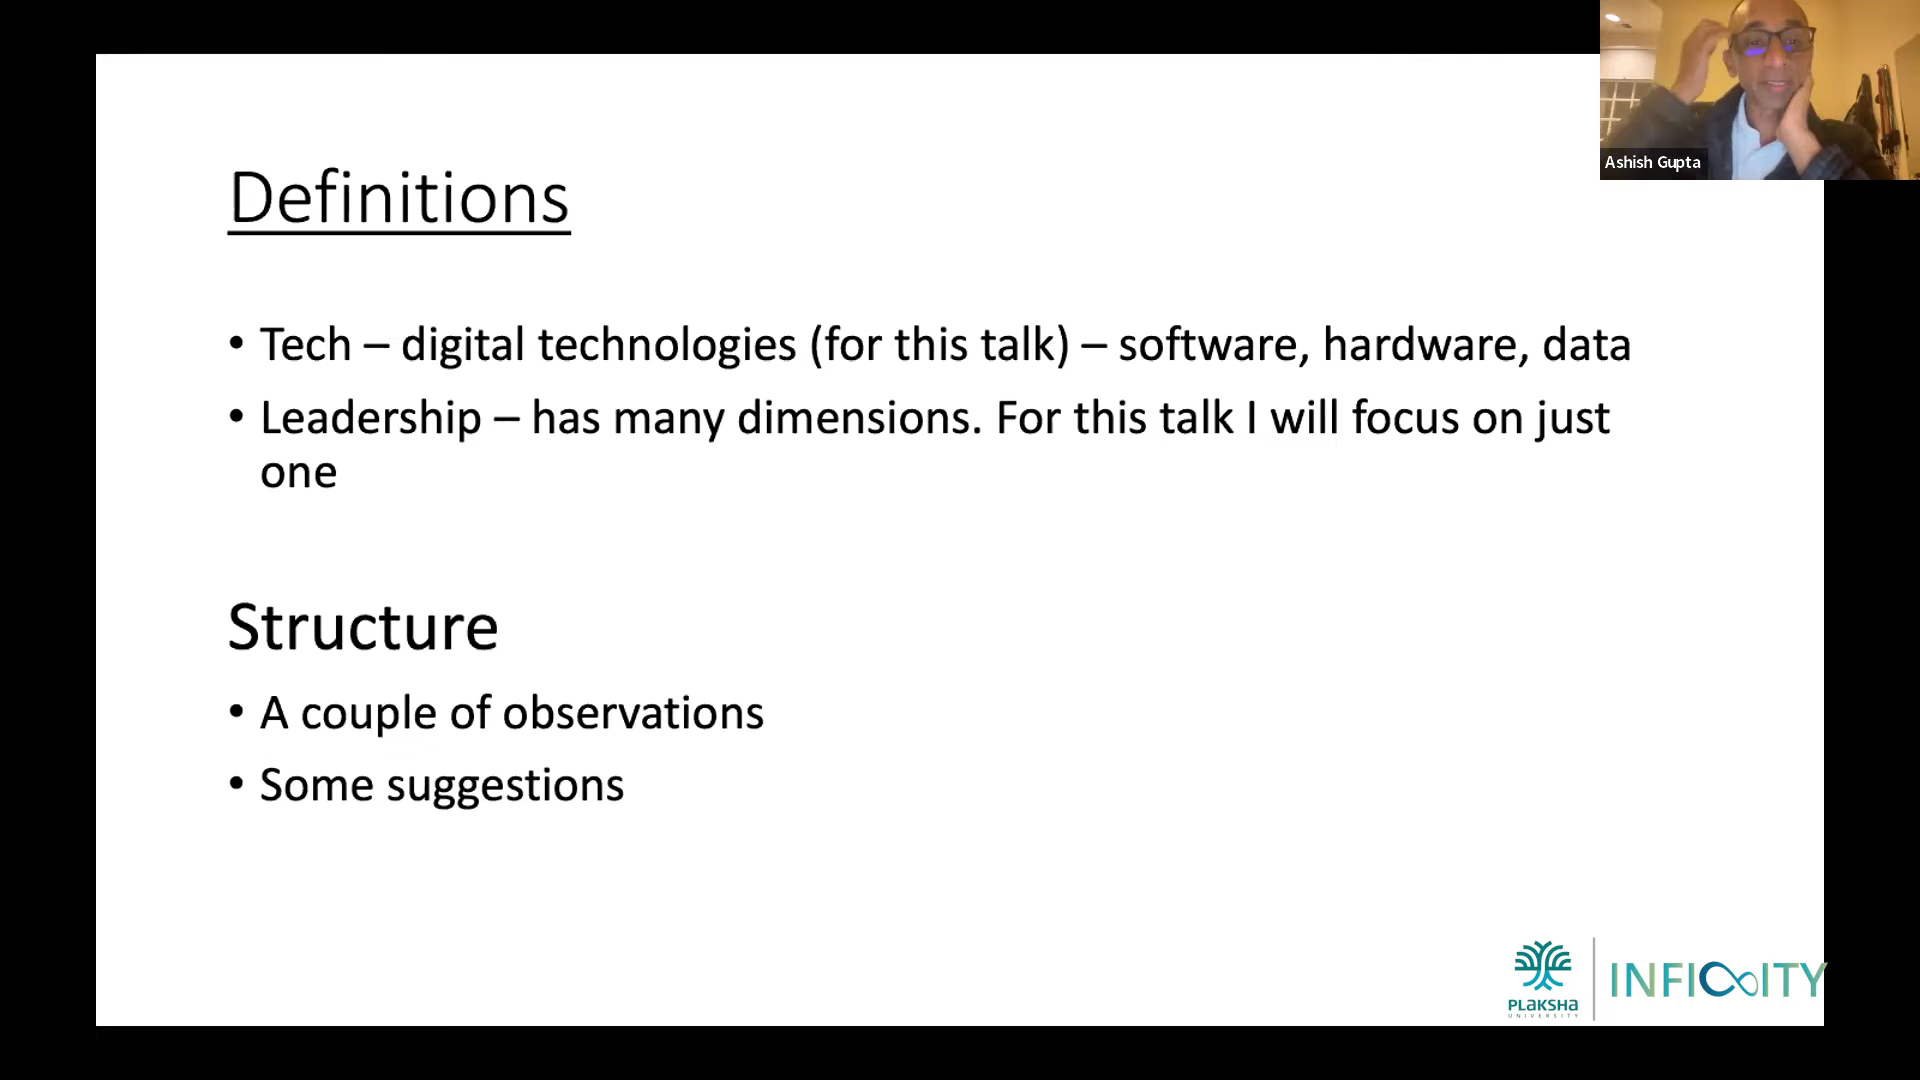 Ashish Gupta
Definitions
• Tech – digital technologies (for this talk) – software, hardware, data
• Leadership – has many dimensions. For this talk I will focus on just
one
Structure
• A couple of observations
• Some suggestions
PLAKSHA
UNIVERSITY
INFINITY